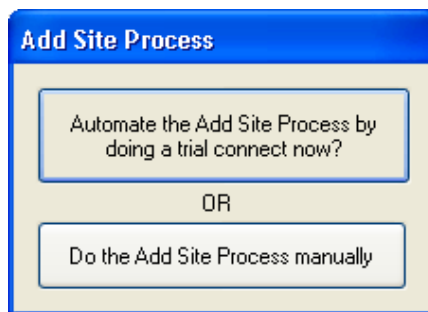 Add Site Process
Automate the Add Site Process by
doing a trial connect now?
OR
Do the Add Site Process manually